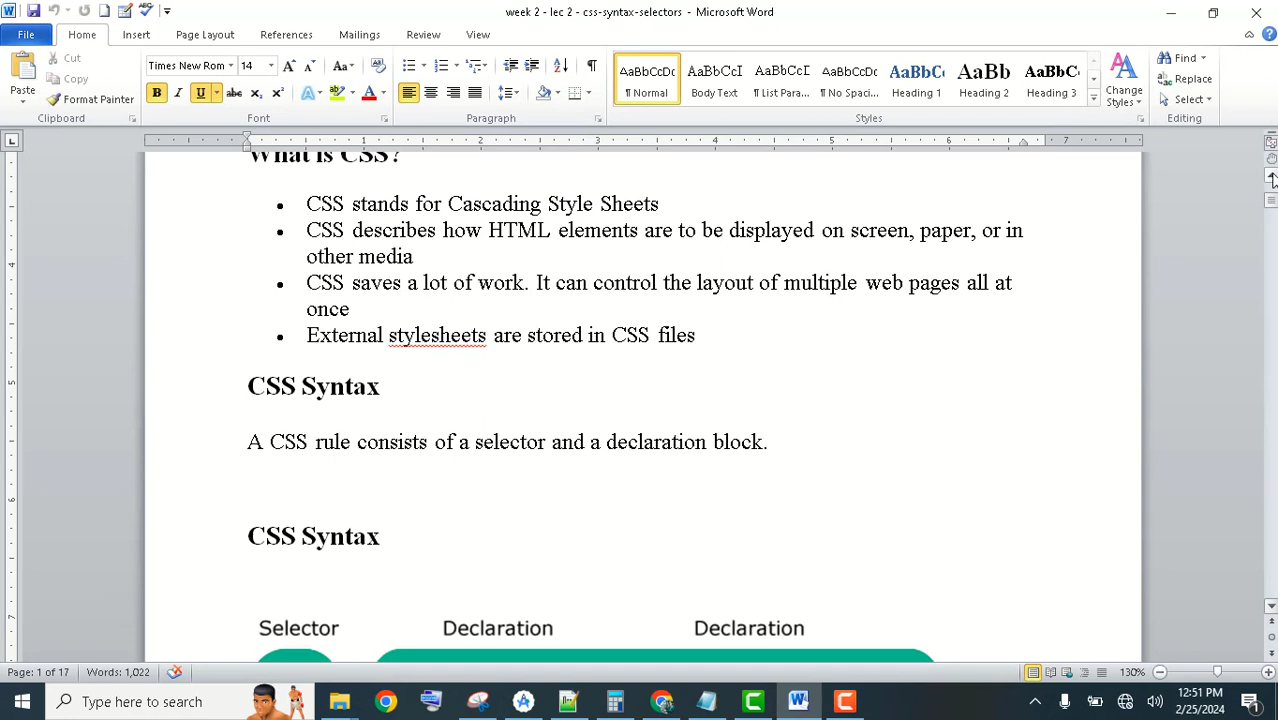 week 2 - lec 2 - css-syntax-selectors - Microsoft Word
File Home Insert Page Layout References Mailings Review View
Paste
Cut
Copy
Format Painter
Clipboard
Times New Rom 14
Font
Paragraph
AaBbCcDc AaBbCcI AaBbCcI AaBbCcDc AaBbC AaBb AaBbC
¶ Normal Body Text ¶ List Para... ¶ No Spaci... Heading 1 Heading 2 Heading 3
Change Styles
Styles
Find
Replace
Select
Editing
What is CSS?
• CSS stands for Cascading Style Sheets
• CSS describes how HTML elements are to be displayed on screen, paper, or in
other media
• CSS saves a lot of work. It can control the layout of multiple web pages all at
once
• External stylesheets are stored in CSS files
CSS Syntax
A CSS rule consists of a selector and a declaration block.
CSS Syntax
Selector Declaration Declaration
Page: 1 of 17 Words: 1,022 130%
Type here to search
12:51 PM
2/25/2024